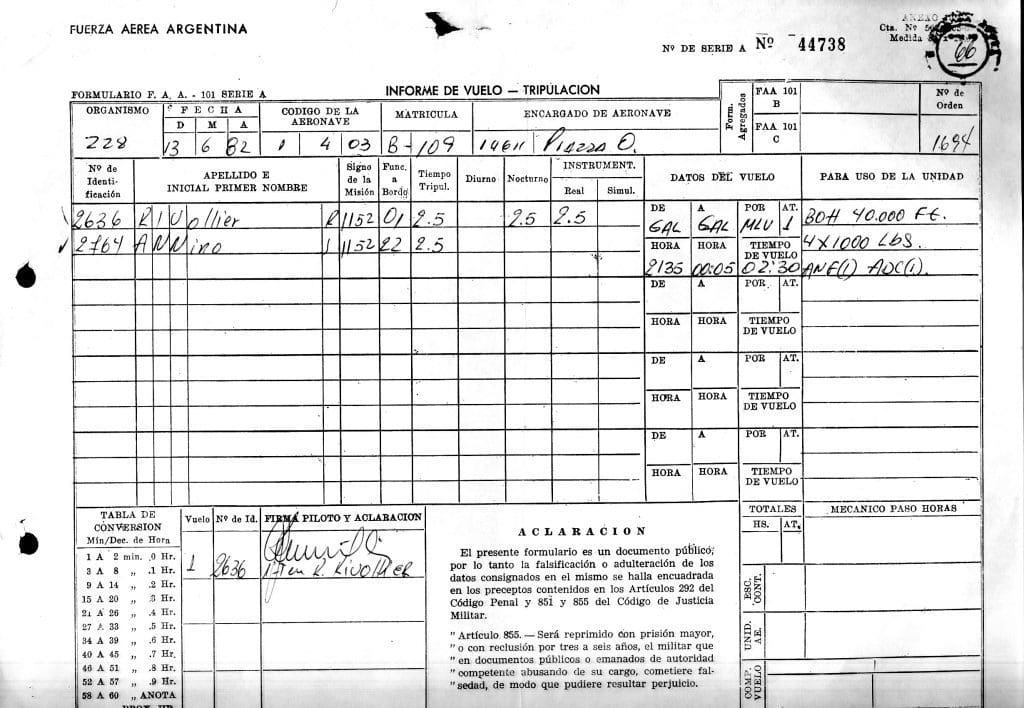 FUERZA AEREA ARGENTINA
Nº DE SERIE A Nº 44738
66
FORMULARIO F. A. A. - 101 SERIE A
INFORME DE VUELO — TRIPULACION
ORGANISMO
FECHA
D M A
CODIGO DE LA AERONAVE
MATRICULA
ENCARGADO DE AERONAVE
Form. Agregados
FAA 101 B
FAA 101 C
Nº de Orden
228 13 6 82 1 4 03 B-109 Piazza O. 1694
Nº de Identificación
APELLIDO E INICIAL PRIMER NOMBRE
Signo de la Misión
Func. a Bordo
Tiempo Tripul.
Diurno
Nocturno
INSTRUMENT.
Real Simul.
DATOS DEL VUELO
PARA USO DE LA UNIDAD
2636 RIVOllier R 1152 01 2.5 2.5 2.5
DE A POR AT.
GAL GAL MLV 1 BOH 40.000 Ft.
2764 ANNino 1152 22 2.5
HORA HORA TIEMPO DE VUELO
4X1000 Lbs.
2135 00:05 02:30
DE A POR AT.
HORA HORA TIEMPO DE VUELO
DE A POR AT.
HORA HORA TIEMPO DE VUELO
DE A POR AT.
HORA HORA TIEMPO DE VUELO
TABLA DE CONVERSION
Min/Dec. de Hora
1 A 2 min. .0 Hr.
3 A 8 „ .1 Hr.
9 A 14 „ .2 Hr.
15 A 20 „ .3 Hr.
21 A 26 „ .4 Hr.
27 A 33 „ .5 Hr.
34 A 39 „ .6 Hr.
40 A 45 „ .7 Hr.
46 A 51 „ .8 Hr.
52 A 57 „ .9 Hr.
58 A 60 „ ANOTA
Vuelo Nº de Id. FIRMA PILOTO Y ACLARACION
1 2636 1ºTen R. RIVOLLIER
ACLARACION
El presente formulario es un documento público,
por lo tanto la falsificación o adulteración de los
datos consignados en el mismo se halla encuadrada
en los preceptos contenidos en los Artículos 292 del
Código Penal y 851 y 855 del Código de Justicia
Militar.
" Artículo 855. — Será reprimido con prisión mayor,
" o con reclusión por tres a seis años, el militar que
" en documentos públicos o emanados de autoridad
" competente abusando de su cargo, cometiere fal-
" sedad, de modo que pudiere resultar perjuicio.
TOTALES
HS. AT.
MECANICO PASO HORAS
ESC. CONT.
UNID. AE.
COMP. VUELO